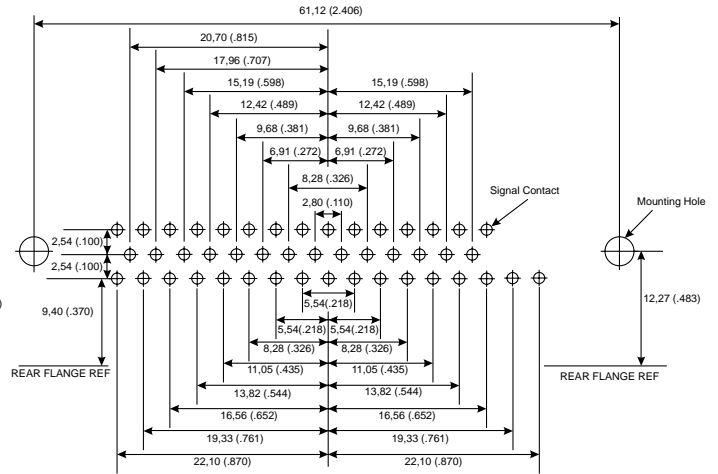 61,12 (2.406)
20,70 (.815)
17,96 (.707)
15,19 (.598) 15,19 (.598)
12,42 (.489) 12,42 (.489)
9,68 (.381) 9,68 (.381)
6,91 (.272) 6,91 (.272)
8,28 (.326)
Signal Contact
2,80 (.110)
Mounting Hole
2,54 (.100)
2,54 (.100)
)
9,40 (.370)
12,27 (.483)
5,54(.218)
5,54(.218) 5,54(.218)
8,28 (.326) 8,28 (.326)
REAR FLANGE REF 11,05 (.435) 11,05 (.435) REAR FLANGE REF
13,82 (.544) 13,82 (.544)
16,56 (.652) 16,56 (.652)
19,33 (.761) 19,33 (.761)
22,10 (.870) 22,10 (.870)